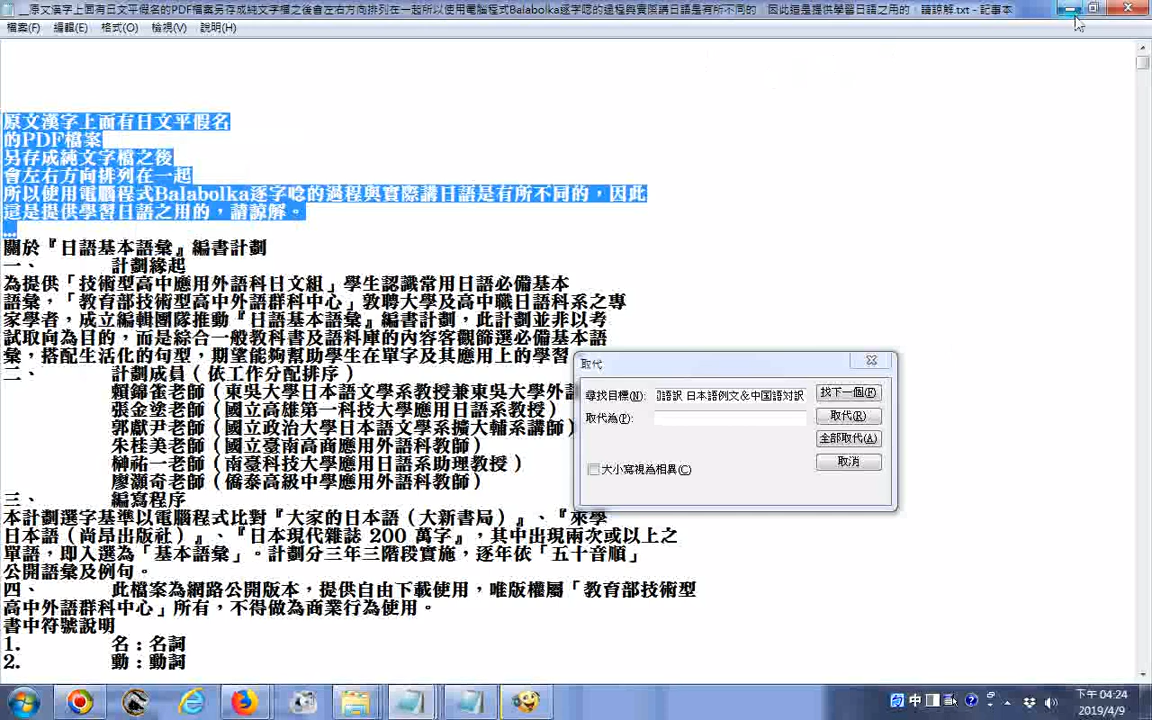 __原文漢字上面有日文平假名的PDF檔案另存成純文字檔之後會左右方向排列在一起所以使用電腦程式Balabolka逐字唸的過程與實際講日語是有所不同的,因此這是提供學習日語之用的,請諒解.txt - 記事本
檔案(F) 編輯(E) 格式(O) 檢視(V) 說明(H)
原文漢字上面有日文平假名
的PDF檔案
另存成純文字檔之後
會左右方向排列在一起
所以使用電腦程式Balabolka逐字唸的過程與實際講日語是有所不同的,因此
這是提供學習日語之用的,請諒解。
...
關於『日語基本語彙』編書計劃
一、 計劃緣起
為提供「技術型高中應用外語科日文組」學生認識常用日語必備基本
語彙,「教育部技術型高中外語群科中心」敦聘大學及高中職日語科系之專
家學者,成立編輯團隊推動『日語基本語彙』編書計劃,此計劃並非以考
試取向為目的,而是綜合一般教科書及語料庫的內容客觀篩選必備基本語
彙,搭配生活化的句型,期望能夠幫助學生在單字及其應用上的學習
二、 計劃成員(依工作分配排序)
賴錦雀老師(東吳大學日本語文學系教授兼東吳大學外語
張金塗老師(國立高雄第一科技大學應用日語系教授)
郭獻尹老師(國立政治大學日本語文學系擴大輔系講師)
朱桂美老師(國立臺南高商應用外語科教師)
榊祐一老師(南臺科技大學應用日語系助理教授)
廖灝奇老師(僑泰高級中學應用外語科教師)
三、 編寫程序
本計劃選字基準以電腦程式比對『大家的日本語(大新書局)』、『來學
日本語(尚昂出版社)』、『日本現代雜誌 200 萬字』,其中出現兩次或以上之
單語,即入選為「基本語彙」。計劃分三年三階段實施,逐年依「五十音順」
公開語彙及例句。
四、 此檔案為網路公開版本,提供自由下載使用,唯版權屬「教育部技術型
高中外語群科中心」所有,不得做為商業行為使用。
書中符號說明
1. 名:名詞
2. 動:動詞
取代
尋找目標(N): 語訳 日本語例文&中国語対訳 找下一個(F)
取代為(P): 取代(R)
全部取代(A)
大小寫視為相異(C) 取消
中
下午 04:24
2019/4/9